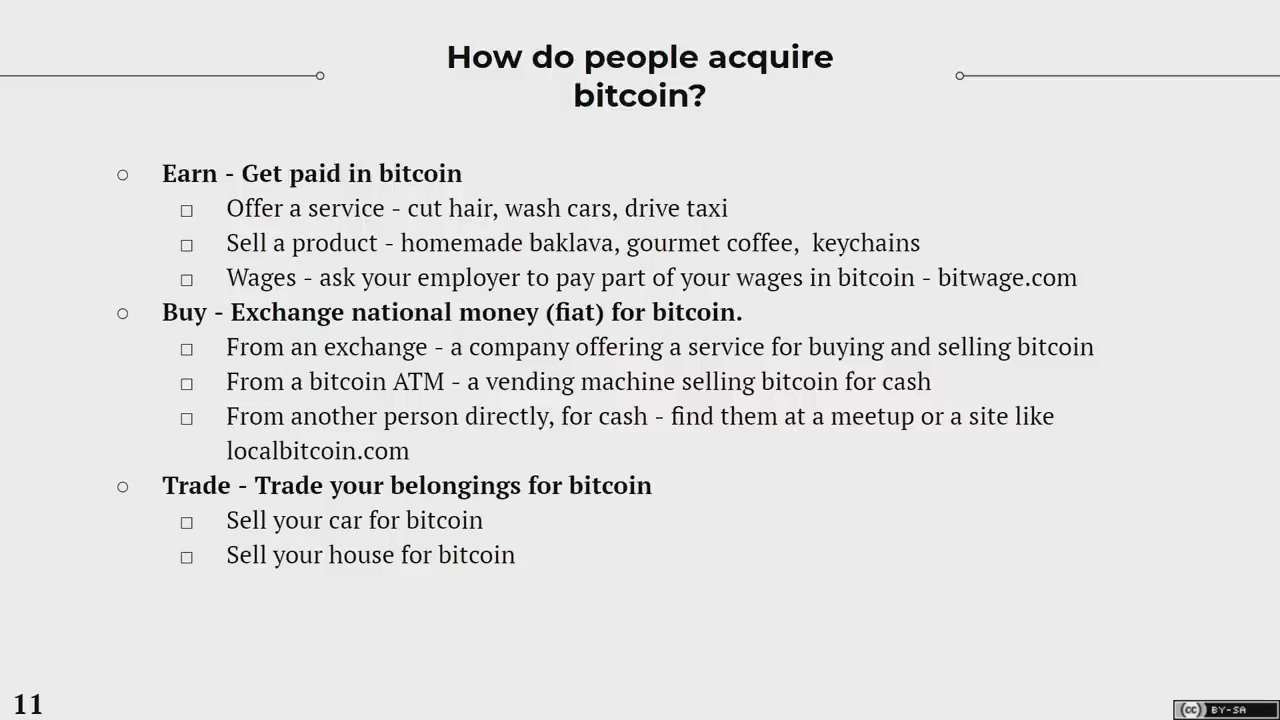 How do people acquire
bitcoin?
○ Earn - Get paid in bitcoin
□ Offer a service - cut hair, wash cars, drive taxi
□ Sell a product - homemade baklava, gourmet coffee,  keychains
□ Wages - ask your employer to pay part of your wages in bitcoin - bitwage.com
○ Buy - Exchange national money (fiat) for bitcoin.
□ From an exchange - a company offering a service for buying and selling bitcoin
□ From a bitcoin ATM - a vending machine selling bitcoin for cash
□ From another person directly, for cash - find them at a meetup or a site like
localbitcoin.com
○ Trade - Trade your belongings for bitcoin
□ Sell your car for bitcoin
□ Sell your house for bitcoin
11
cc BY-SA